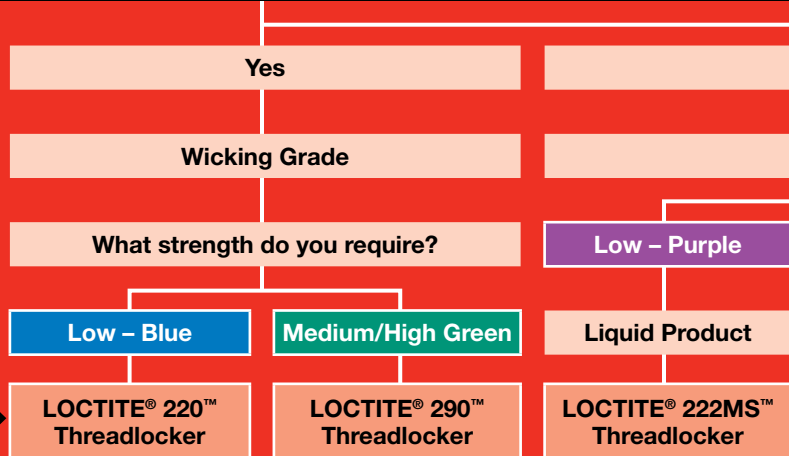 Yes
Wicking Grade
What strength do you require?
Low – Purple
Low – Blue
Medium/High Green
Liquid Product
LOCTITE® 220™
Threadlocker
LOCTITE® 290™
Threadlocker
LOCTITE® 222MS™
Threadlocker